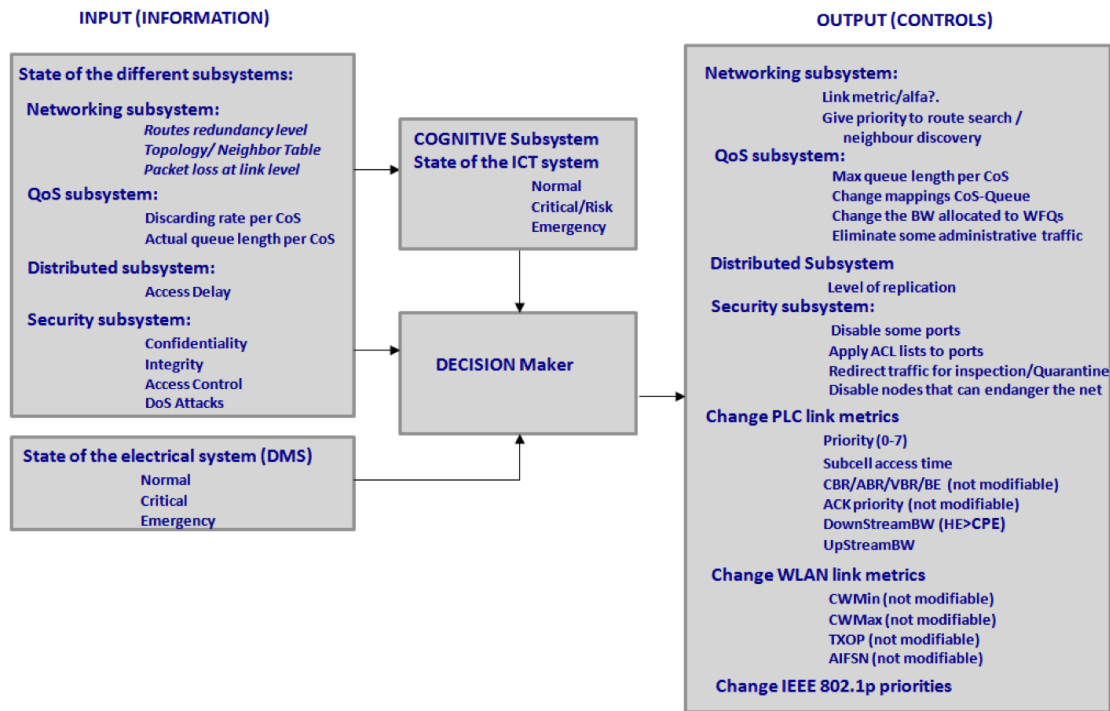 INPUT (INFORMATION)
State of the different subsystems:
Networking subsystem:
Routes redundancy level
Topology/ Neighbor Table
Packet loss at link level
QoS subsystem:
Discarding rate per CoS
Actual queue length per CoS
Distributed subsystem:
Access Delay
Security subsystem:
Confidentiality
Integrity
Access Control
DoS Attacks
State of the electrical system (DMS)
Normal
Critical
Emergency
COGNITIVE Subsystem
State of the ICT system
Normal
Critical/Risk
Emergency
DECISION Maker
OUTPUT (CONTROLS)
Networking subsystem:
Link metric/alfa?.
Give priority to route search /
neighbour discovery
QoS subsystem:
Max queue length per CoS
Change mappings CoS-Queue
Change the BW allocated to WFQs
Eliminate some administrative traffic
Distributed Subsystem
Level of replication
Security subsystem:
Disable some ports
Apply ACL lists to ports
Redirect traffic for inspection/Quarantine
Disable nodes that can endanger the net
Change PLC link metrics
Priority (0-7)
Subcell access time
CBR/ABR/VBR/BE (not modifiable)
ACK priority (not modifiable)
DownStreamBW (HE>CPE)
UpStreamBW
Change WLAN link metrics
CWMin (not modifiable)
CWMax (not modifiable)
TXOP (not modifiable)
AIFSN (not modifiable)
Change IEEE 802.1p priorities